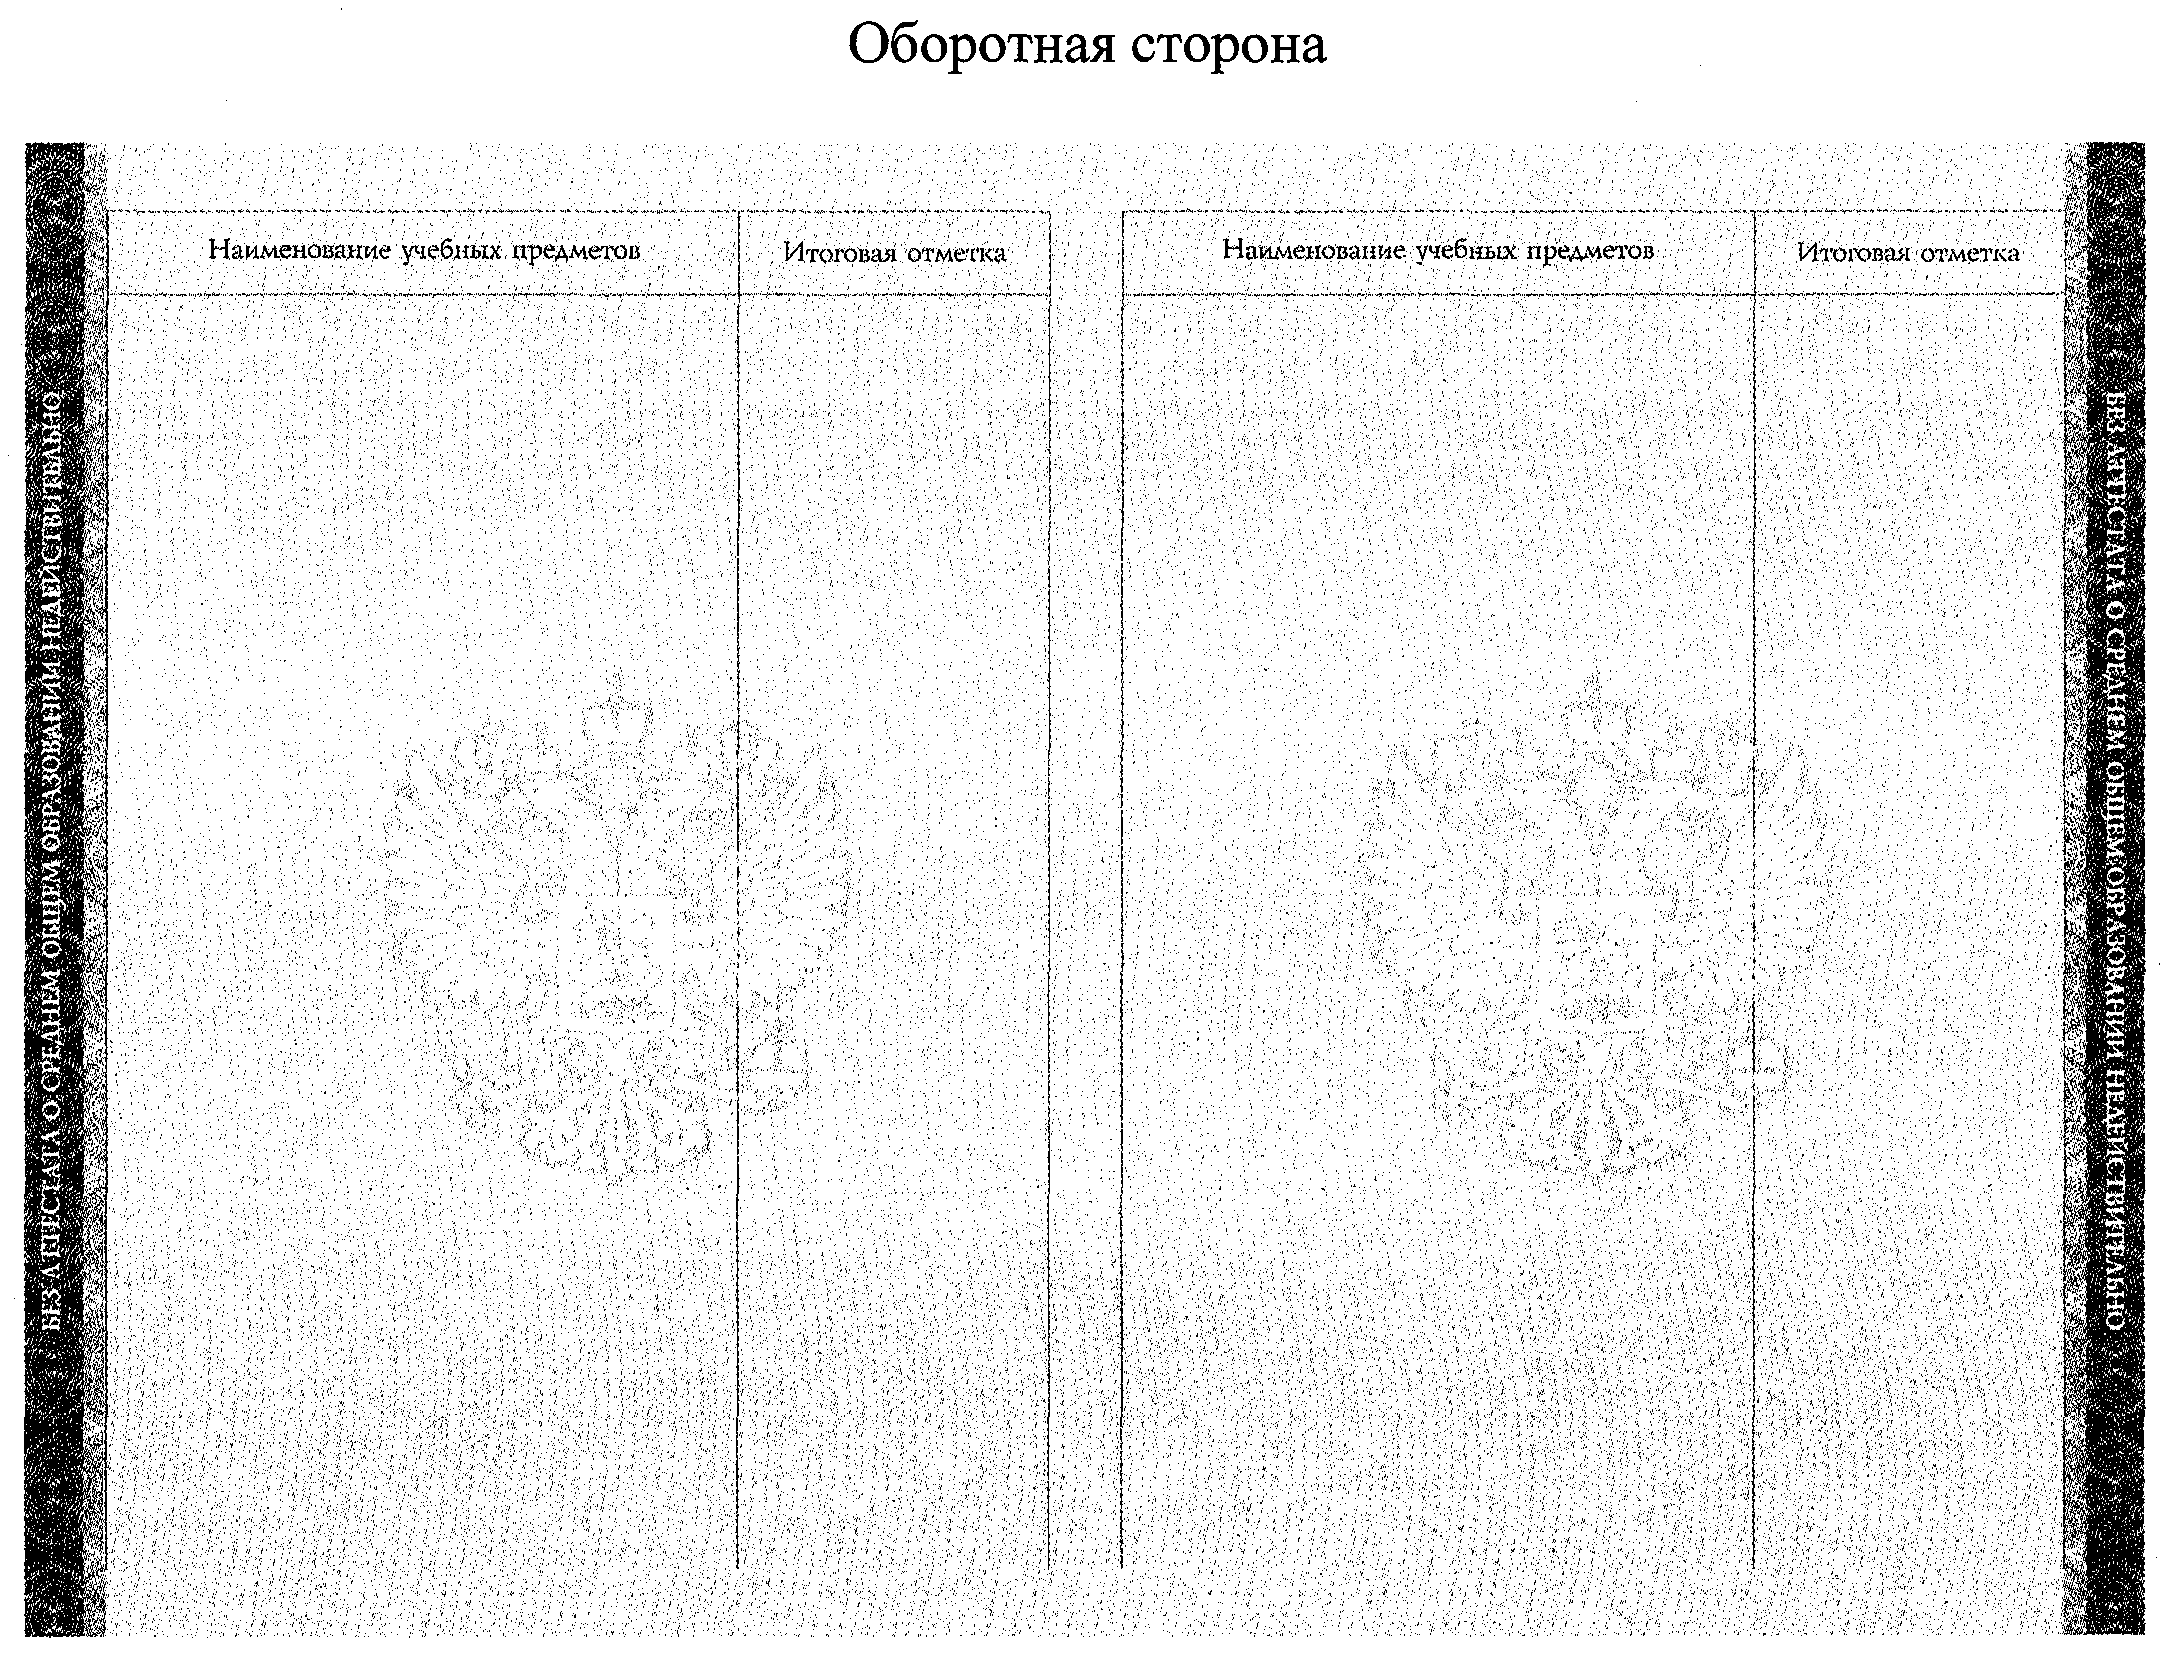 Оборотная сторона
Наименование учебных предметов
Итоговая отметка
Наименование учебных предметов
Итоговая отметка
БЕЗ АТТЕСТАТА О СРЕДНЕМ ОБЩЕМ ОБРАЗОВАНИИ НЕДЕЙСТВИТЕЛЬНО
БЕЗ АТТЕСТАТА О СРЕДНЕМ ОБЩЕМ ОБРАЗОВАНИИ НЕДЕЙСТВИТЕЛЬНО